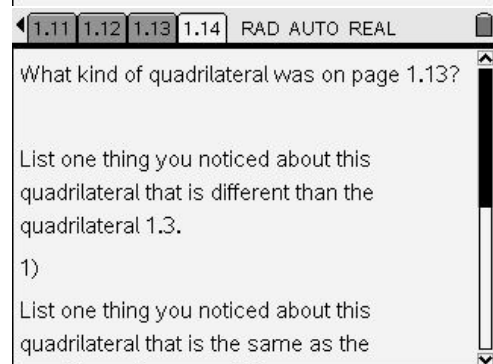 1.11 1.12 1.13 1.14 RAD AUTO REAL
What kind of quadrilateral was on page 1.13?
List one thing you noticed about this
quadrilateral that is different than the
quadrilateral 1.3.
1)
List one thing you noticed about this
quadrilateral that is the same as the